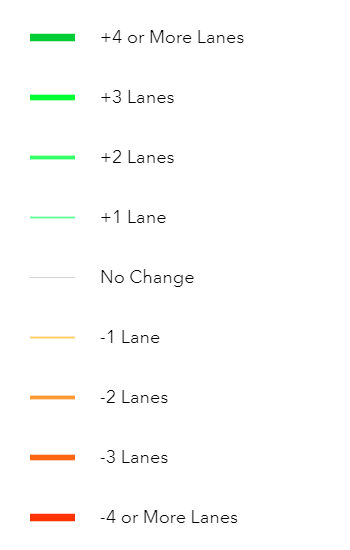 +4 or More Lanes
+3 Lanes
+2 Lanes
+1 Lane
No Change
-1 Lane
-2 Lanes
-3 Lanes
-4 or More Lanes